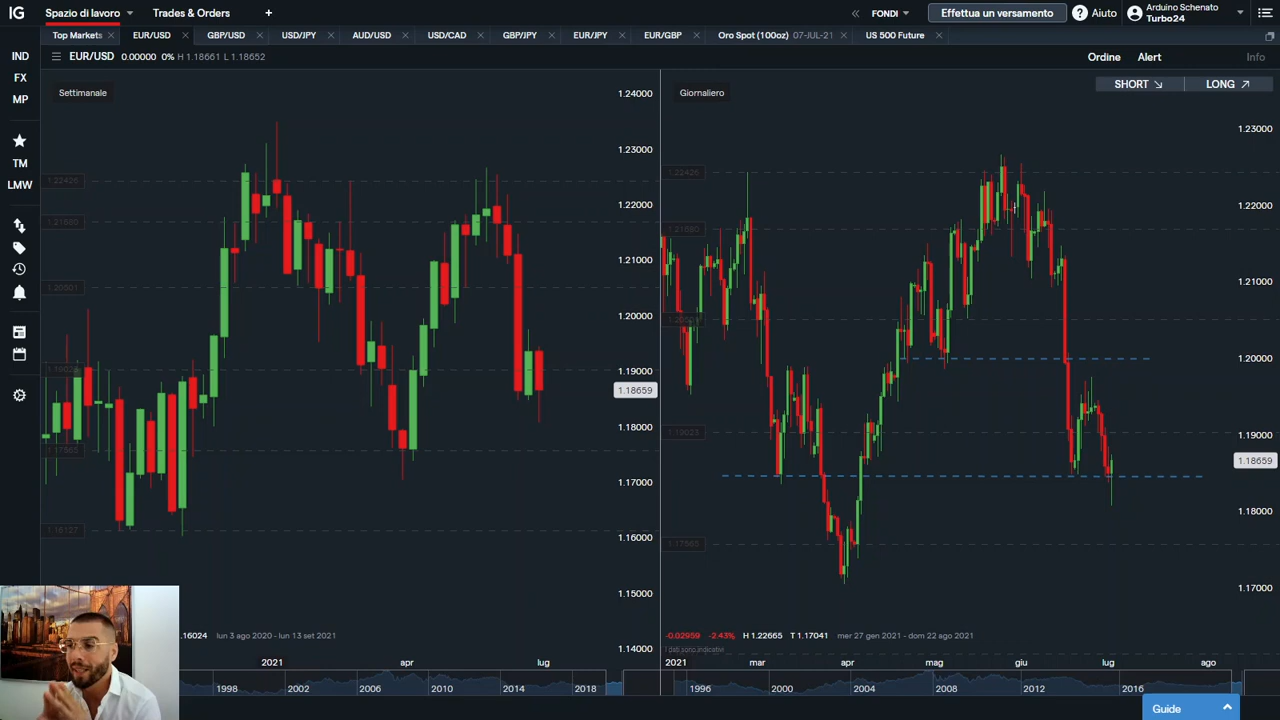 IG Spazio di lavoro Trades & Orders + FONDI Effettua un versamento ? Aiuto Arduino Schenato
Turbo24
Top Markets EUR/USD GBP/USD USD/JPY AUD/USD USD/CAD GBP/JPY EUR/JPY EUR/GBP Oro Spot (100oz) 07-JUL-21 US 500 Future
EUR/USD 0.00000 0% H 1.18661 L 1.18652 Ordine Alert Info
IND
FX
MP
TM
LMW
Settimanale
1.24000
1.23000
1.22000
1.21000
1.20000
1.19000
1.18659
1.18000
1.17000
1.16000
1.15000
1.14000
1.22426
1.21680
1.20501
1.17965
1.16127
1.16024 lun 3 ago 2020 - lun 13 set 2021
2021 apr lug
1998 2002 2006 2010 2014 2018
Giornaliero
SHORT LONG
1.23000
1.22000
1.21000
1.20000
1.19000
1.18659
1.18000
1.17000
1.22426
1.19023
-0.02959 -2.43% H 1.22665 T 1.17041 mer 27 gen 2021 - dom 22 ago 2021
I dati sono indicativi
2021 mar apr mag giu lug ago
1996 2000 2004 2008 2012 2016
Guide